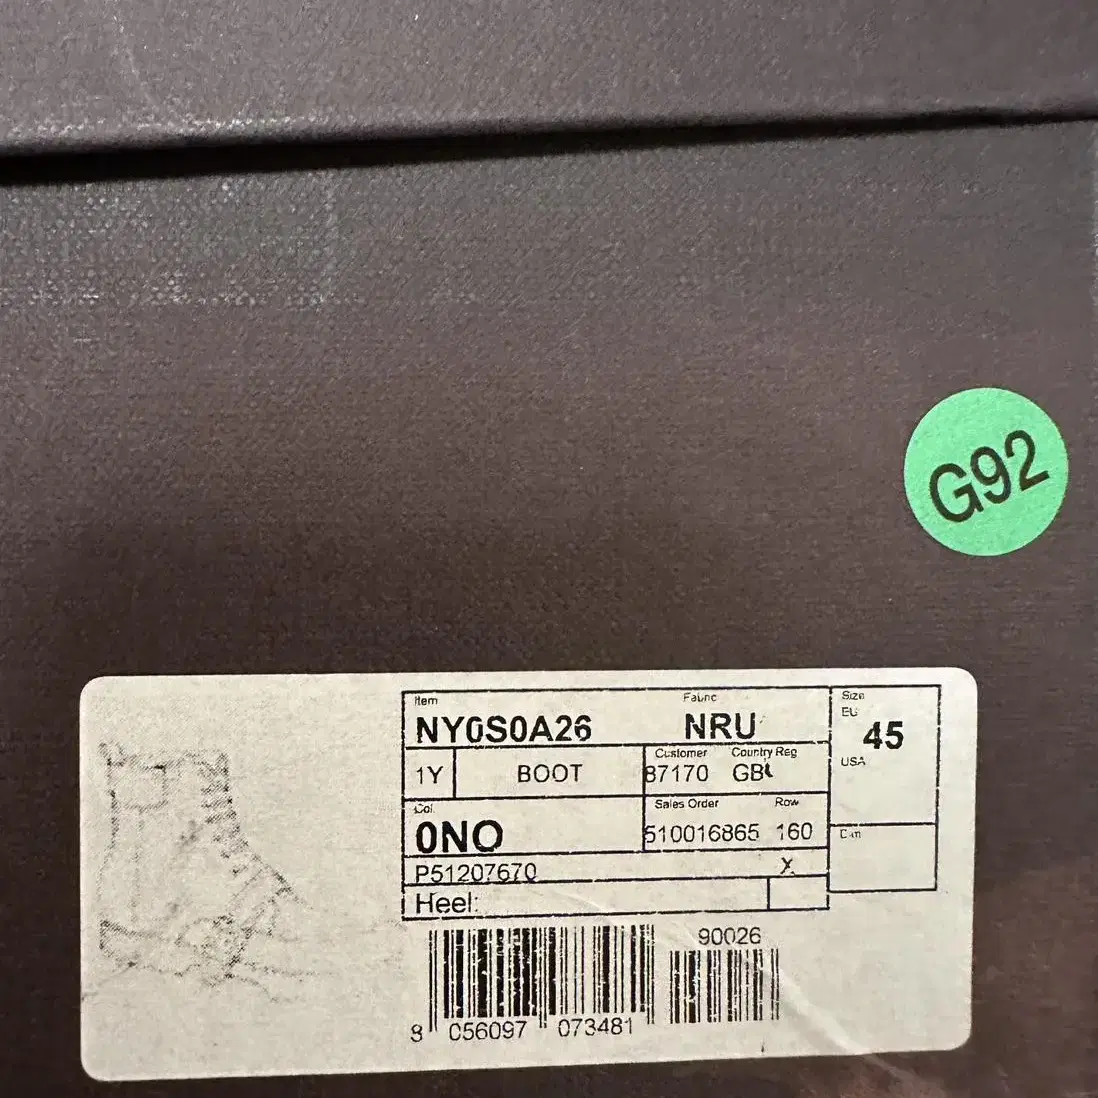 G92
Item
Fabric
NY0S0A26 NRU
Size
EU
45
USA
1Y BOOT
Customer Country Reg
87170 GB
Col.
0NO
Sales Order Row
510016865 160
P51207670 X
Heel:
90026
8 056097 073481